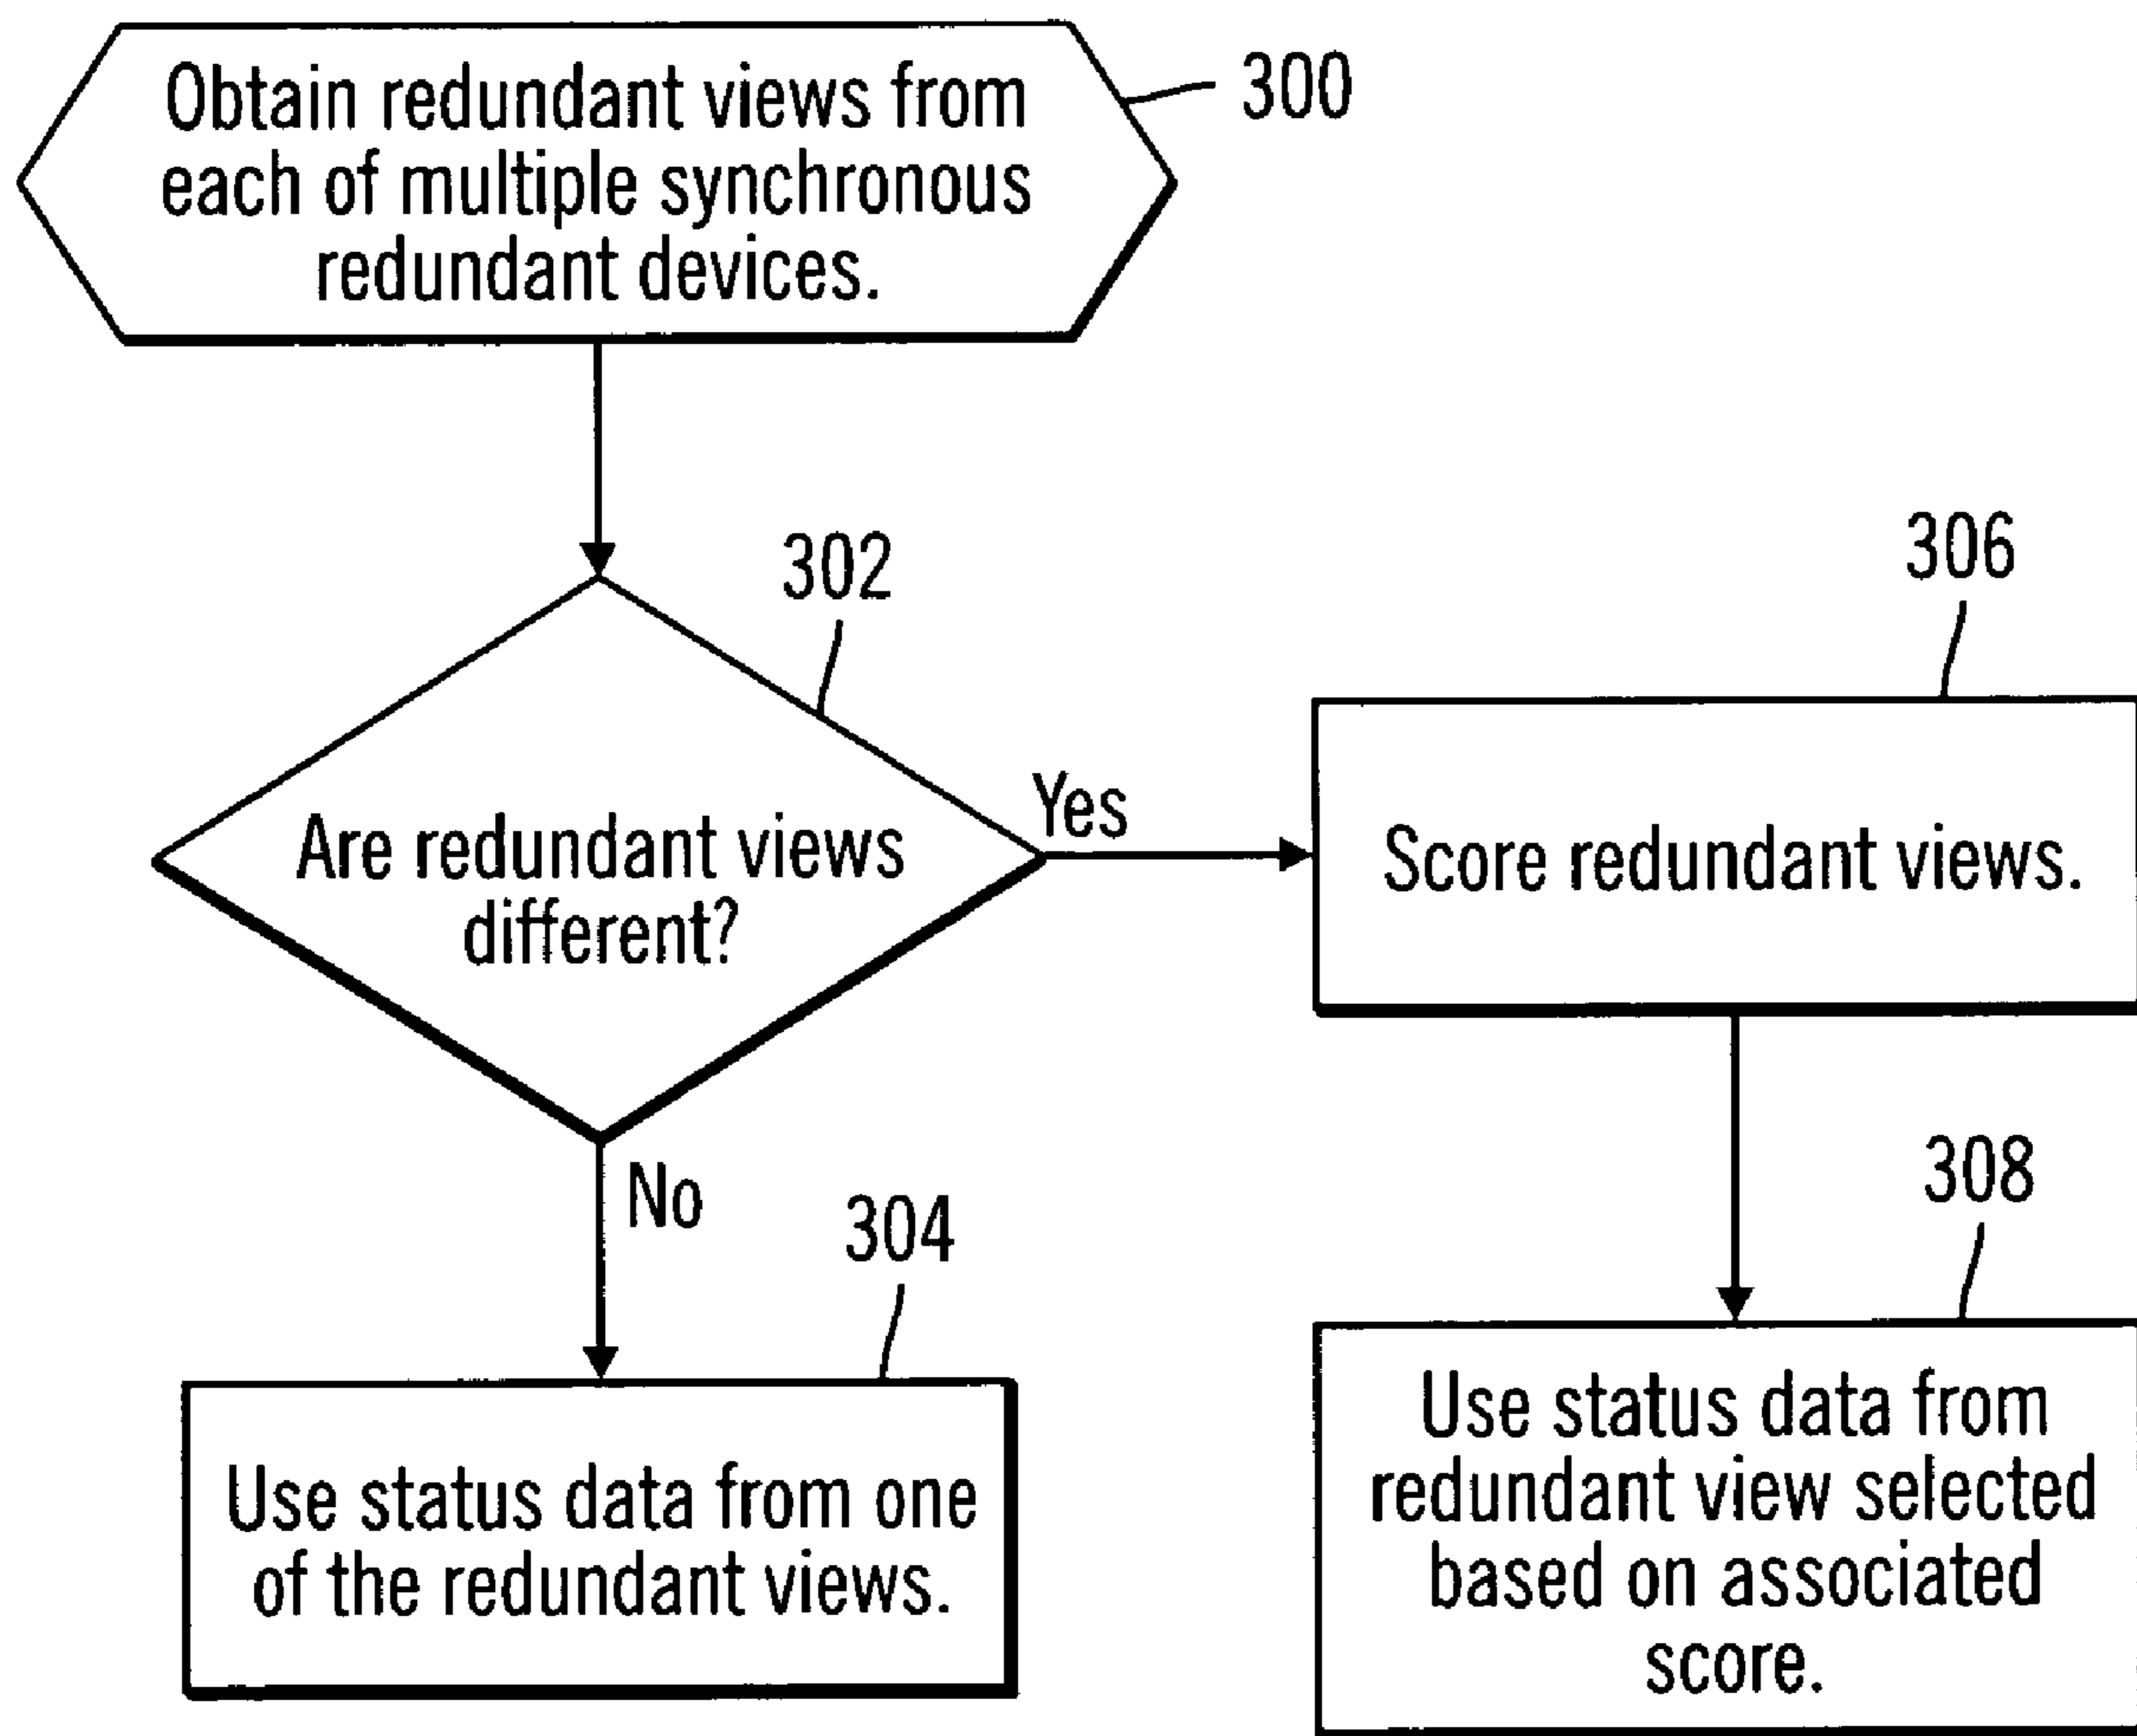 Obtain redundant views from
each of multiple synchronous
redundant devices.
300
302
Are redundant views
different?
Yes
306
Score redundant views.
No
304
Use status data from one
of the redundant views.
308
Use status data from
redundant view selected
based on associated
score.